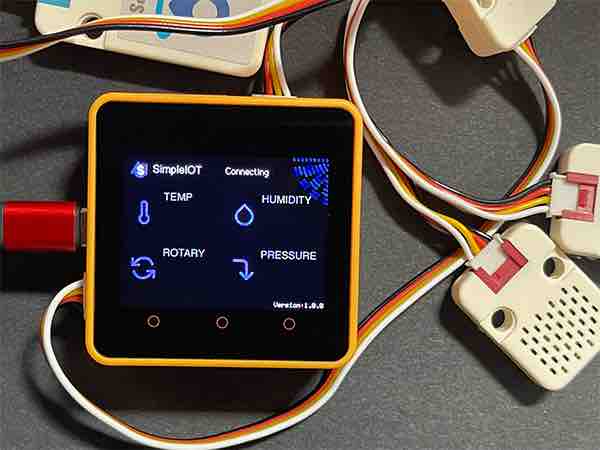 SimpleIOT
Connecting
TEMP
HUMIDITY
ROTARY
PRESSURE
Version:1.0.0